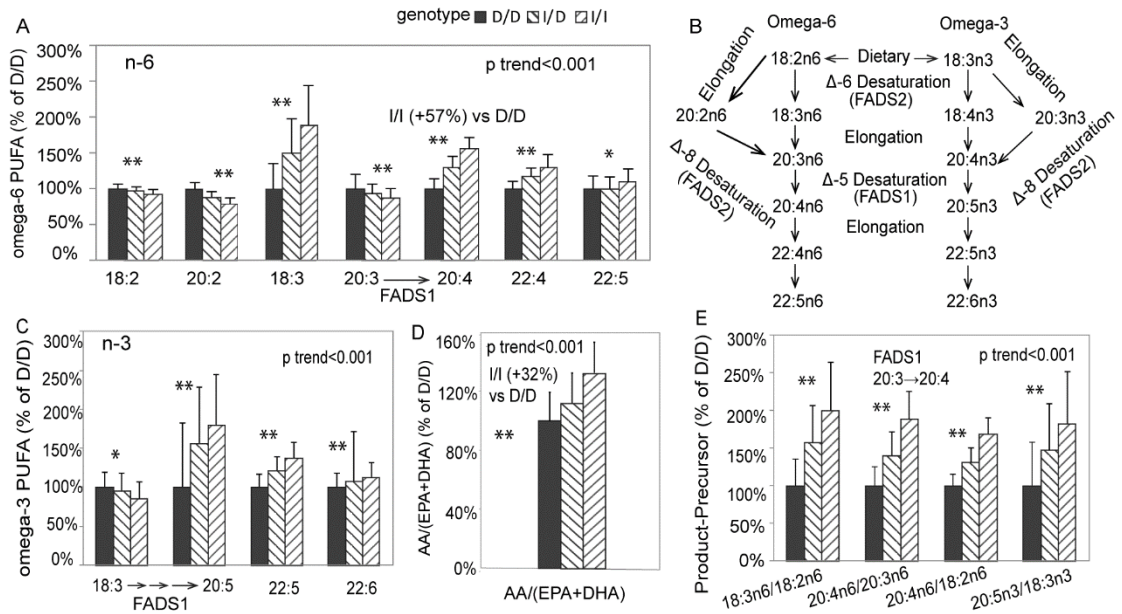 genotype D/D I/D I/I
A
omega-6 PUFA (% of D/D)
300%
250%
200%
150%
100%
50%
0%
n-6
p trend<0.001
I/I (+57%) vs D/D
**
**
**
**
**
**
*
18:2
20:2
18:3
20:3
20:4
22:4
22:5
FADS1
B
Omega-6
Omega-3
18:2n6
Dietary
18:3n3
Elongation
Elongation
Δ-6 Desaturation
(FADS2)
20:2n6
18:3n6
18:4n3
20:3n3
Elongation
20:3n6
20:4n3
Δ-8 Desaturation
(FADS2)
Δ-5 Desaturation
(FADS1)
Δ-8 Desaturation
(FADS2)
20:4n6
20:5n3
Elongation
22:4n6
22:5n3
22:5n6
22:6n3
C
omega-3 PUFA (% of D/D)
300%
250%
200%
150%
100%
50%
0%
n-3
p trend<0.001
*
**
**
**
18:3
20:5
22:5
22:6
FADS1
D
AA/(EPA+DHA) (% of D/D)
160%
120%
80%
40%
0%
p trend<0.001
I/I (+32%)
vs D/D
**
AA/(EPA+DHA)
E
Product-Precursor (% of D/D)
300%
250%
200%
150%
100%
50%
0%
FADS1
20:3→20:4
p trend<0.001
**
**
**
**
18:3n6/18:2n6
20:4n6/20:3n6
20:4n6/18:2n6
20:5n3/18:3n3